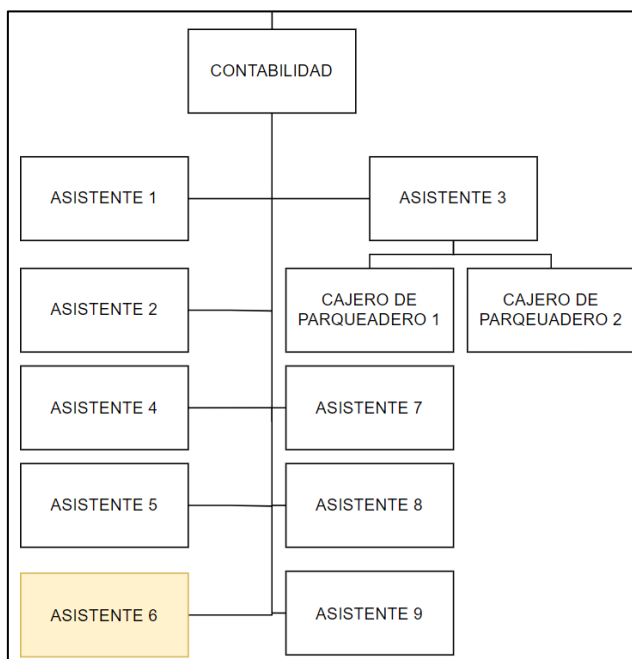 CONTABILIDAD
ASISTENTE 1
ASISTENTE 3
ASISTENTE 2
CAJERO DE
PARQUEADERO 1
CAJERO DE
PARQEUADERO 2
ASISTENTE 4
ASISTENTE 7
ASISTENTE 5
ASISTENTE 8
ASISTENTE 6
ASISTENTE 9